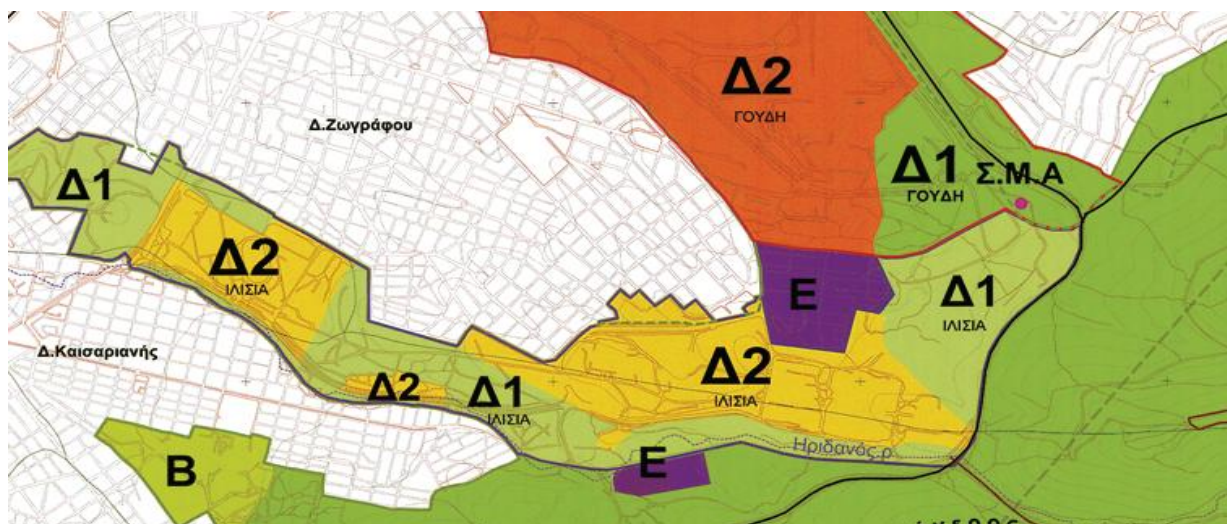 Δ2
ΓΟΥΔΗ
Δ.Ζωγράφου
Δ1
ΓΟΥΔΗ
Σ.Μ.Α
Δ1
Δ2
ΙΛΙΣΙΑ
Ε
Δ1
ΙΛΙΣΙΑ
Δ.Καισαριανής
Δ2
Δ1
ΙΛΙΣΙΑ
Δ2
ΙΛΙΣΙΑ
Ηριδανός ρ.
Β
Ε